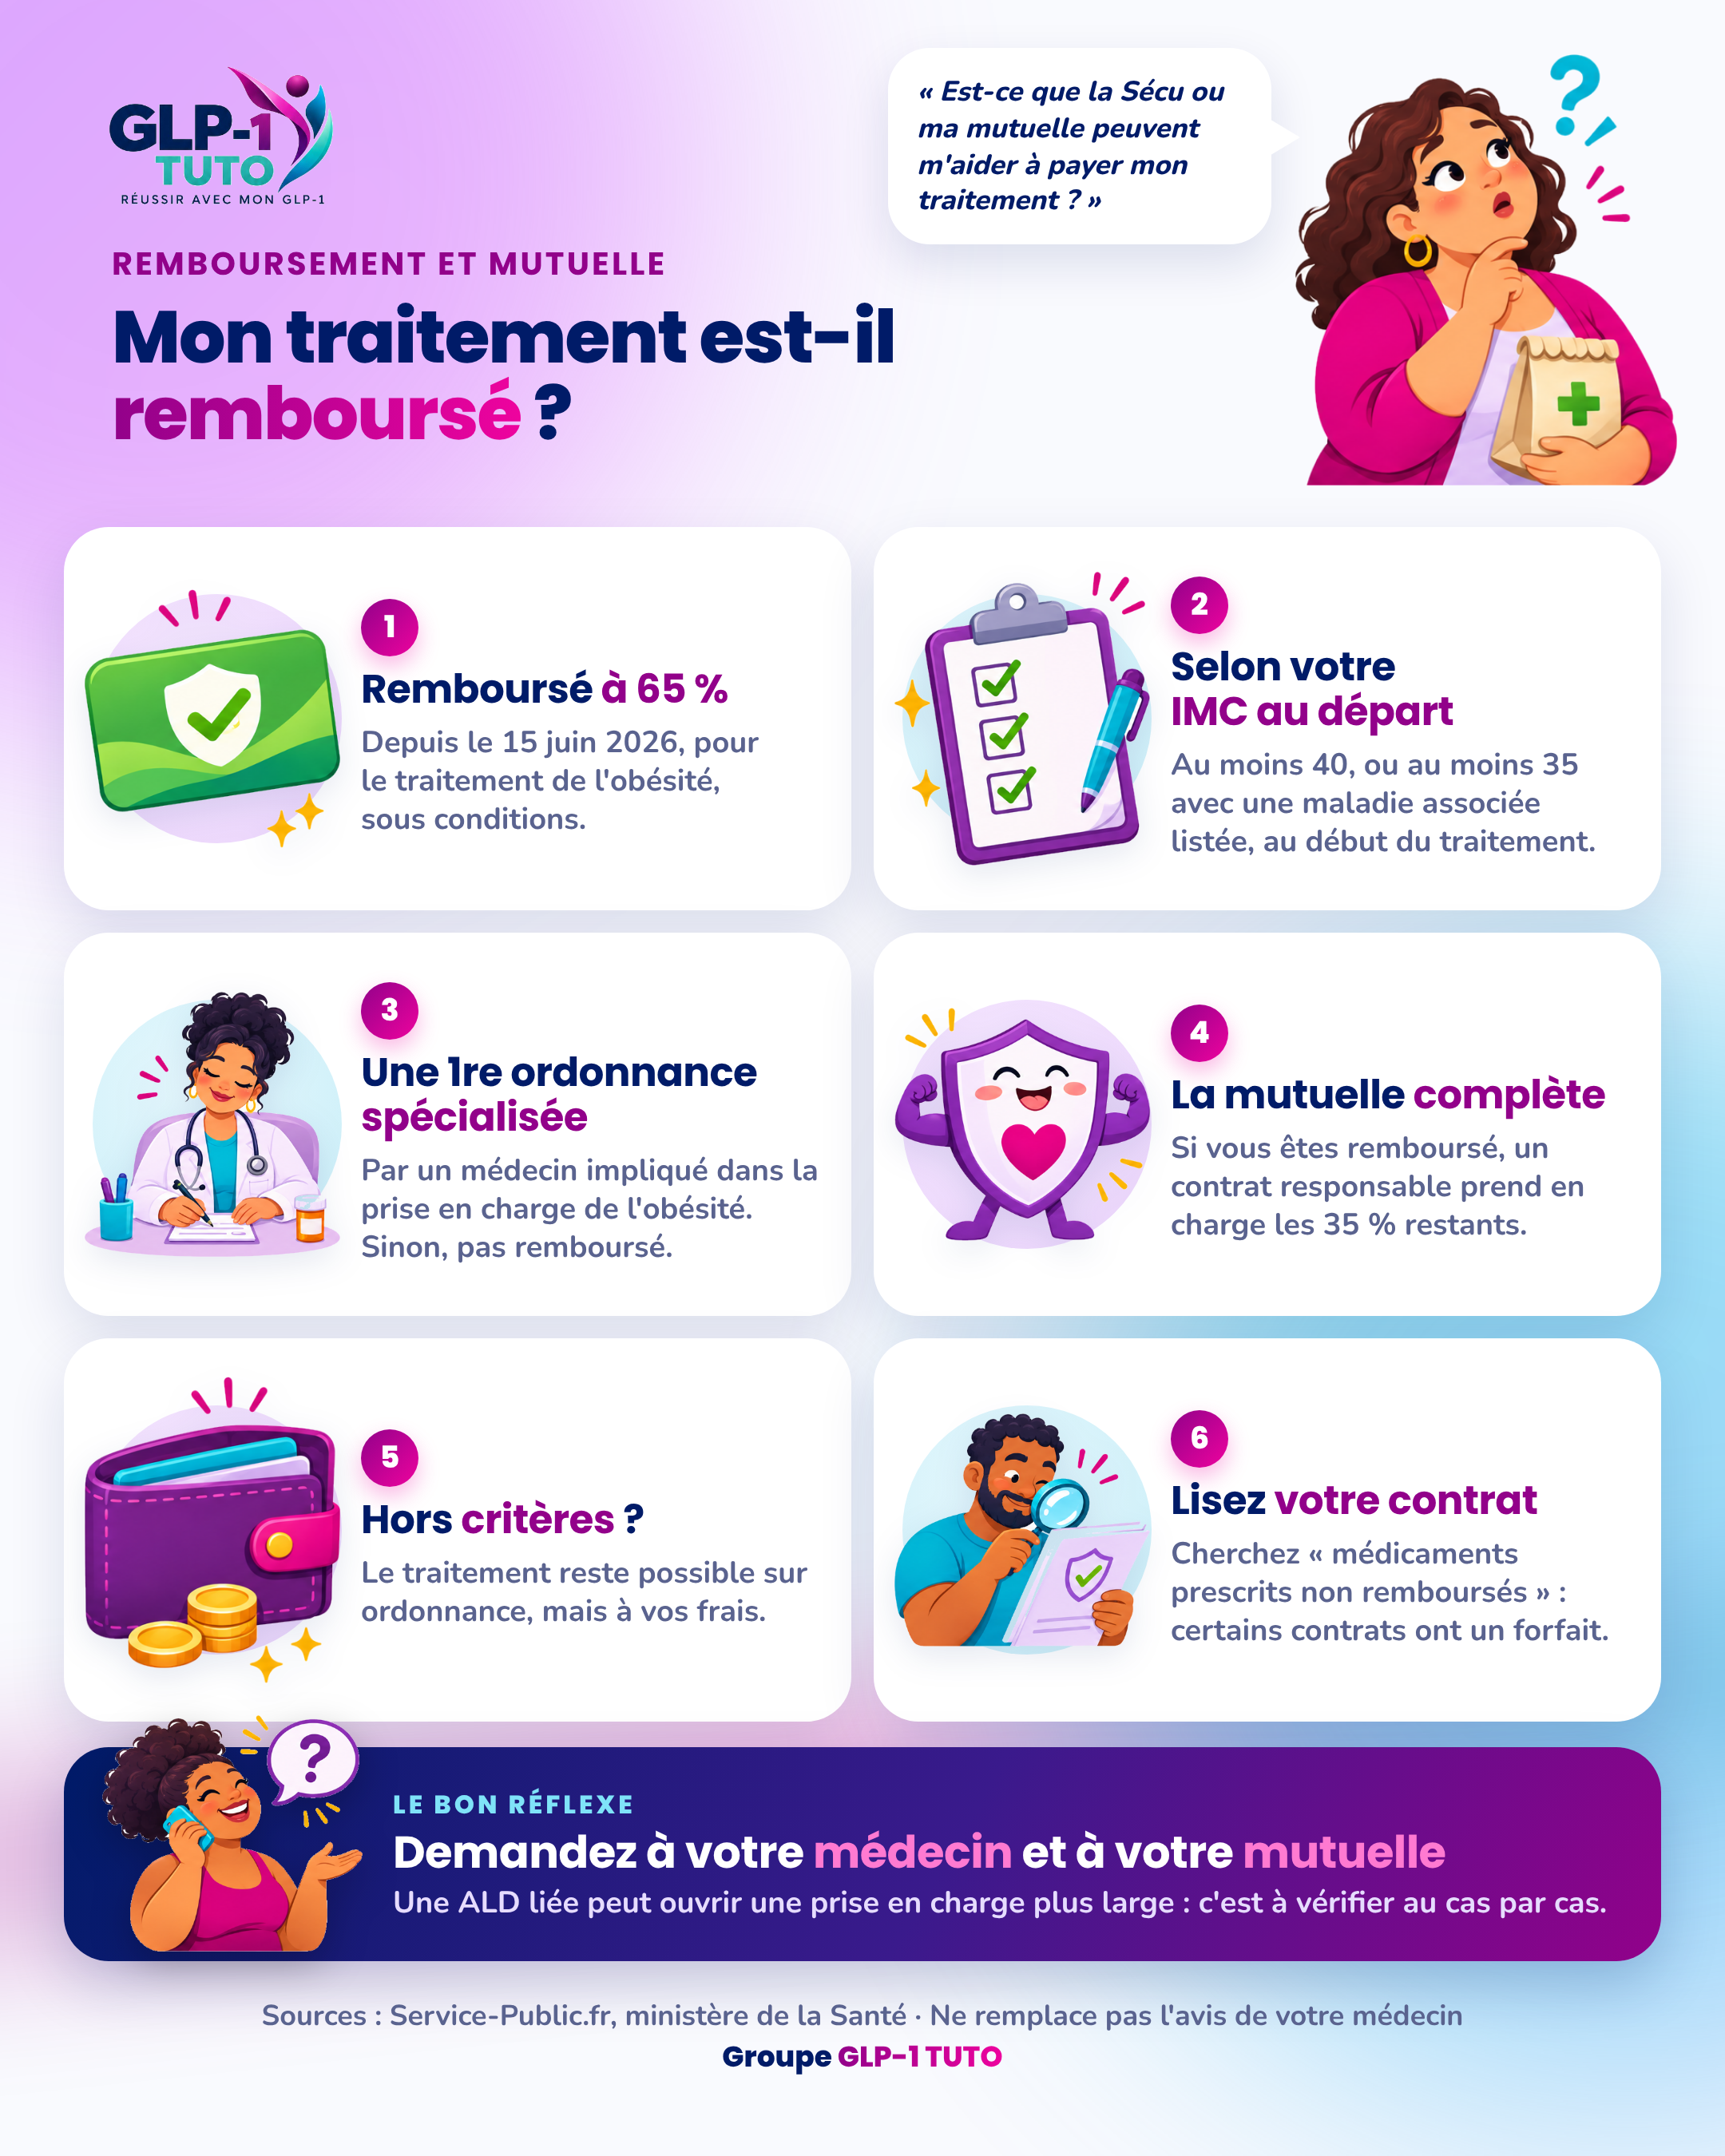 GLP-1
TUTO
RÉUSSIR AVEC MON GLP-1
« Est-ce que la Sécu ou
ma mutuelle peuvent
m'aider à payer mon
traitement ? »
?
REMBOURSEMENT ET MUTUELLE
Mon traitement est-il
remboursé ?
1
Remboursé à 65 %
Depuis le 15 juin 2026, pour
le traitement de l'obésité,
sous conditions.
2
Selon votre
IMC au départ
Au moins 40, ou au moins 35
avec une maladie associée
listée, au début du traitement.
3
Une 1re ordonnance
spécialisée
Par un médecin impliqué dans la
prise en charge de l'obésité.
Sinon, pas remboursé.
4
La mutuelle complète
Si vous êtes remboursé, un
contrat responsable prend en
charge les 35 % restants.
5
Hors critères ?
Le traitement reste possible sur
ordonnance, mais à vos frais.
6
Lisez votre contrat
Cherchez « médicaments
prescrits non remboursés » :
certains contrats ont un forfait.
?
LE BON RÉFLEXE
Demandez à votre médecin et à votre mutuelle
Une ALD liée peut ouvrir une prise en charge plus large : c'est à vérifier au cas par cas.
Sources : Service-Public.fr, ministère de la Santé · Ne remplace pas l'avis de votre médecin
Groupe GLP-1 TUTO